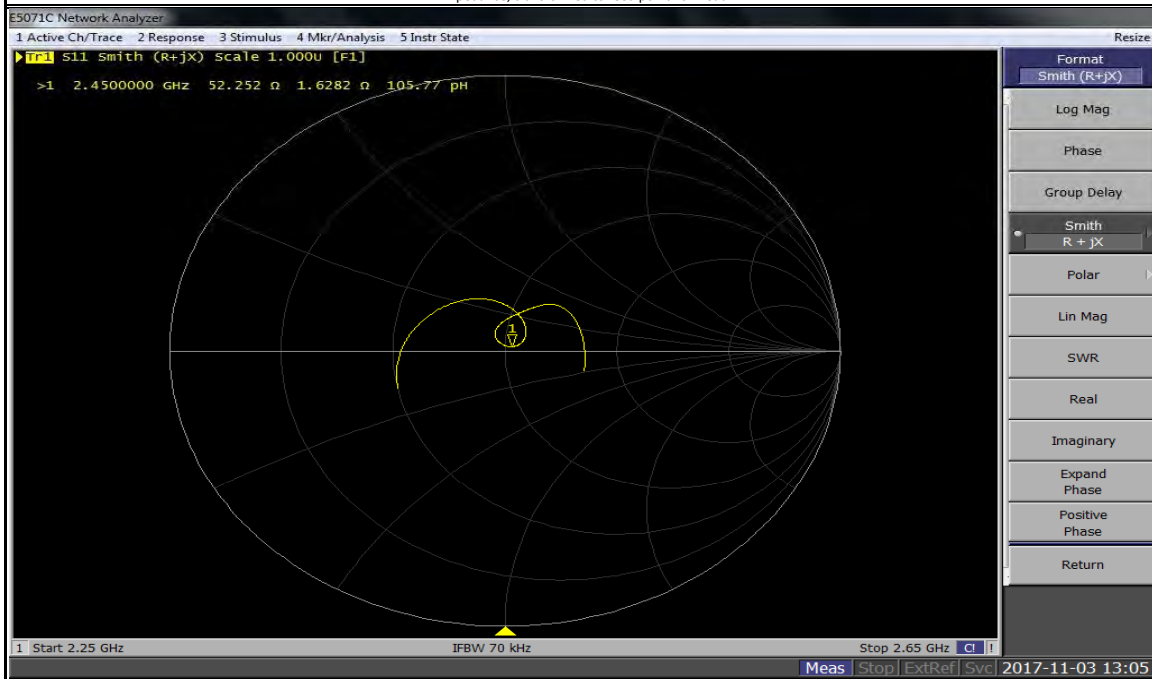 E5071C Network Analyzer
1 Active Ch/Trace 2 Response 3 Stimulus 4 Mkr/Analysis 5 Instr State Resize
Tr1 S11 Smith (R+jX) Scale 1.000U [F1]
>1 2.4500000 GHz 52.252 Ω 1.6282 Ω 105.77 pH
1
Format
Smith (R+jX)
Log Mag
Phase
Group Delay
Smith
R + jX
Polar
Lin Mag
SWR
Real
Imaginary
Expand
Phase
Positive
Phase
Return
1 Start 2.25 GHz IFBW 70 kHz Stop 2.65 GHz C! !
Meas Stop ExtRef Svc 2017-11-03 13:05